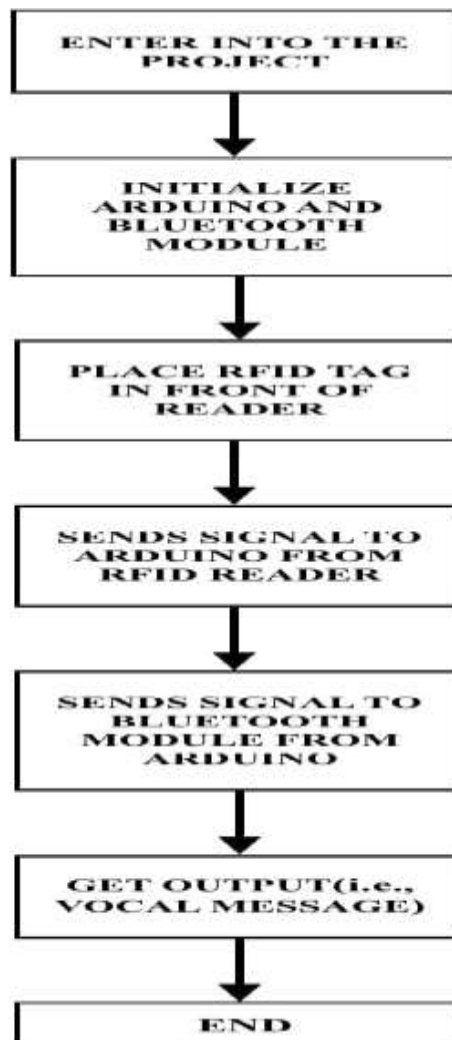 ENTER INTO THE
PROJECT
INITIALIZE
ARDUINO AND
BLUETOOTH
MODULE
PLACE RFID TAG
IN FRONT OF
READER
SENDS SIGNAL TO
ARDUINO FROM
RFID READER
SENDS SIGNAL TO
BLUETOOTH
MODULE FROM
ARDUINO
GET OUTPUT(i.e.,
VOCAL MESSAGE)
END